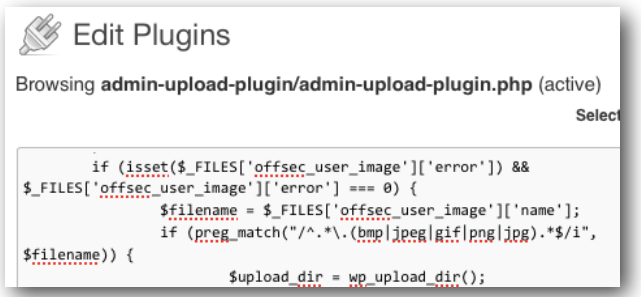 Edit Plugins
Browsing admin-upload-plugin/admin-upload-plugin.php (active)
Select
if (isset($_FILES['offsec_user_image']['error']) &&
$_FILES['offsec_user_image']['error'] === 0) {
$filename = $_FILES['offsec_user_image']['name'];
if (preg_match("/^.*\.(bmp|jpeg|gif|png|jpg).*$/i",
$filename)) {
$upload_dir = wp_upload_dir();